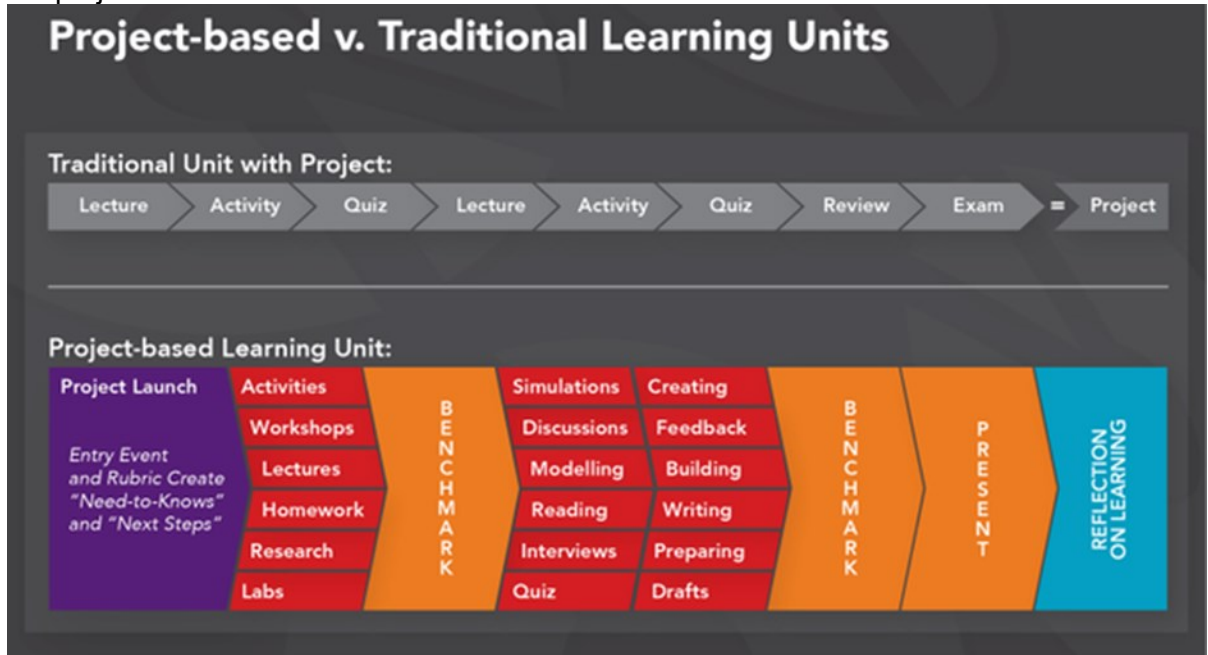 Project-based v. Traditional Learning Units
Traditional Unit with Project:
Lecture Activity Quiz Lecture Activity Quiz Review Exam = Project
Project-based Learning Unit:
Project Launch
Entry Event
and Rubric Create
"Need-to-Knows"
and "Next Steps"
Activities
Workshops
Lectures
Homework
Research
Labs
BENCHMARK
Simulations
Discussions
Modelling
Reading
Interviews
Quiz
Creating
Feedback
Building
Writing
Preparing
Drafts
BENCHMARK
PRESENT
REFLECTION
ON LEARNING